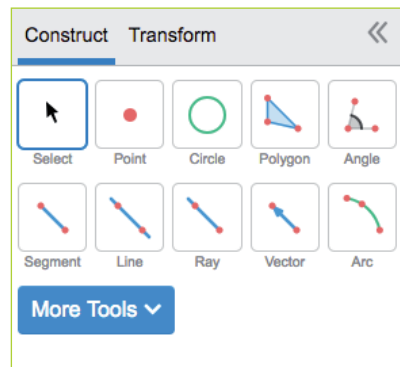 Construct Transform
Select Point Circle Polygon Angle
Segment Line Ray Vector Arc
More Tools